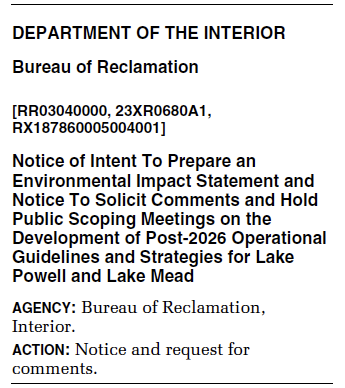 DEPARTMENT OF THE INTERIOR
Bureau of Reclamation
[RR03040000, 23XR0680A1,
RX187860005004001]
Notice of Intent To Prepare an
Environmental Impact Statement and
Notice To Solicit Comments and Hold
Public Scoping Meetings on the
Development of Post-2026 Operational
Guidelines and Strategies for Lake
Powell and Lake Mead
AGENCY: Bureau of Reclamation,
Interior.
ACTION: Notice and request for
comments.